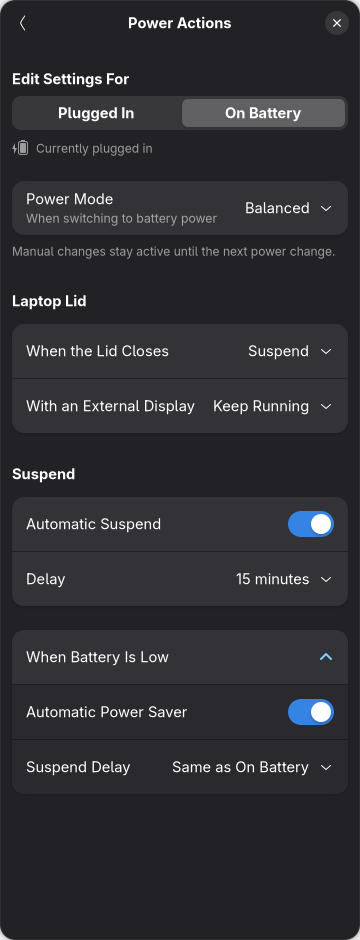 Power Actions
Edit Settings For
Plugged In
On Battery
Currently plugged in
Power Mode
When switching to battery power
Balanced
Manual changes stay active until the next power change.
Laptop Lid
When the Lid Closes
Suspend
With an External Display
Keep Running
Suspend
Automatic Suspend
Delay
15 minutes
When Battery Is Low
Automatic Power Saver
Suspend Delay
Same as On Battery